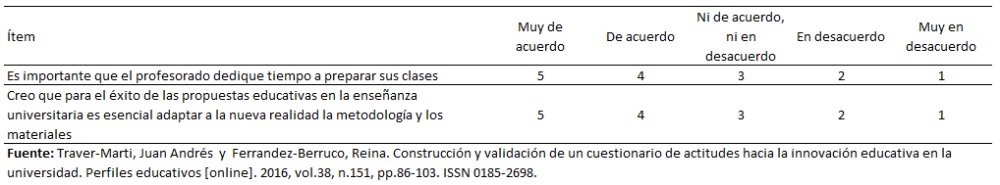 Ítem Muy de acuerdo De acuerdo Ni de acuerdo, ni en desacuerdo En desacuerdo Muy en desacuerdo
Es importante que el profesorado dedique tiempo a preparar sus clases 5 4 3 2 1
Creo que para el éxito de las propuestas educativas en la enseñanza
universitaria es esencial adaptar a la nueva realidad la metodología y los 5 4 3 2 1
materiales
Fuente: Traver-Marti, Juan Andrés y Ferrandez-Berruco, Reina. Construcción y validación de un cuestionario de actitudes hacia la innovación educativa en la
universidad. Perfiles educativos [online]. 2016, vol.38, n.151, pp.86-103. ISSN 0185-2698.